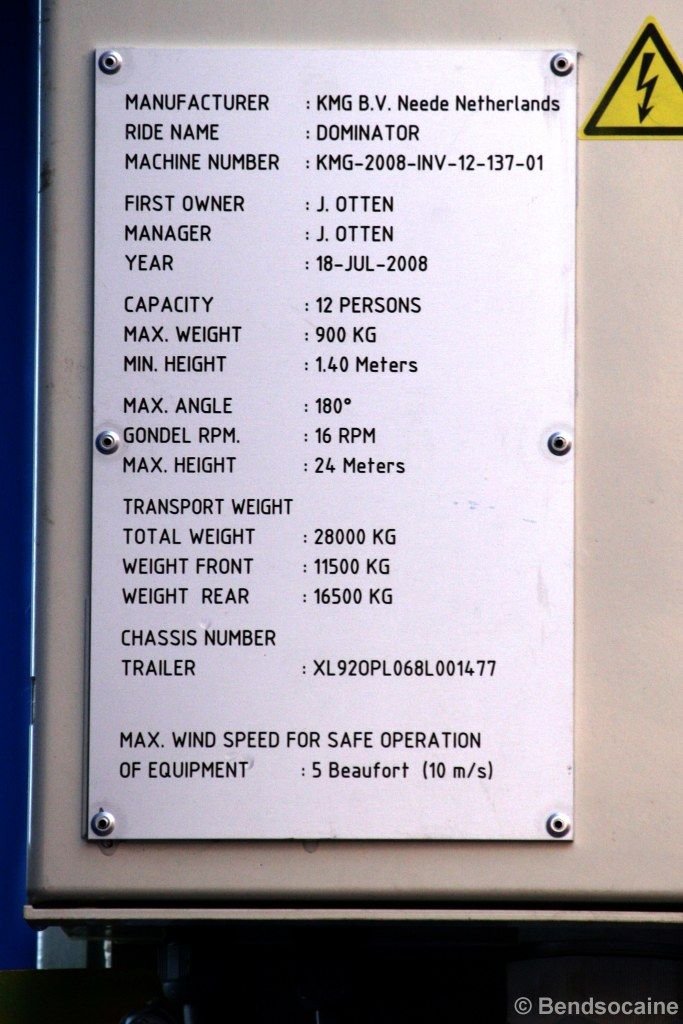 MANUFACTURER : KMG B.V. Neede Netherlands
RIDE NAME : DOMINATOR
MACHINE NUMBER : KMG-2008-INV-12-137-01
FIRST OWNER : J. OTTEN
MANAGER : J. OTTEN
YEAR : 18-JUL-2008
CAPACITY : 12 PERSONS
MAX. WEIGHT : 900 KG
MIN. HEIGHT : 1.40 Meters
MAX. ANGLE : 180°
GONDEL RPM. : 16 RPM
MAX. HEIGHT : 24 Meters
TRANSPORT WEIGHT
TOTAL WEIGHT : 28000 KG
WEIGHT FRONT : 11500 KG
WEIGHT REAR : 16500 KG
CHASSIS NUMBER
TRAILER : XL92OPL068L001477
MAX. WIND SPEED FOR SAFE OPERATION
OF EQUIPMENT : 5 Beaufort (10 m/s)
© Bendsocaine